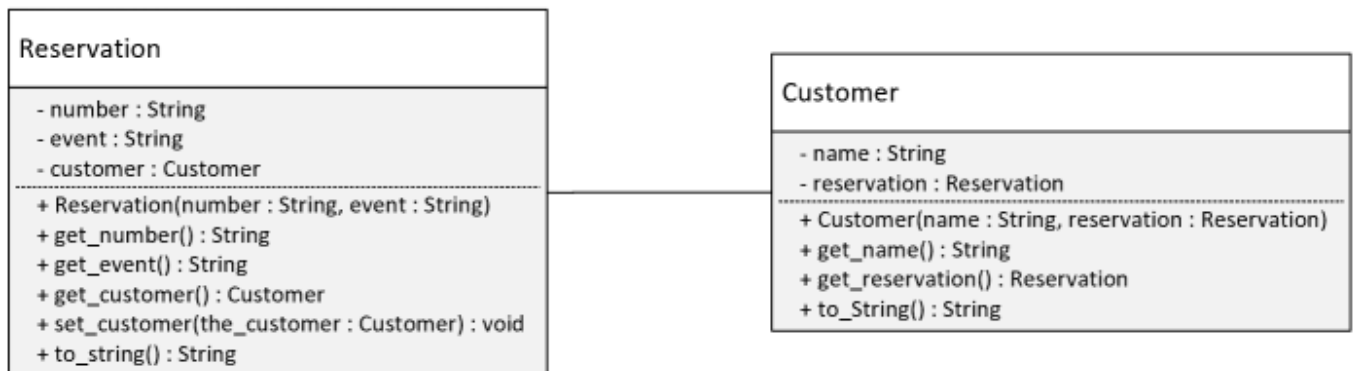 Reservation
- number : String
- event : String
- customer : Customer
+ Reservation(number : String, event : String)
+ get_number() : String
+ get_event() : String
+ get_customer() : Customer
+ set_customer(the_customer : Customer) : void
+ to_string() : String
Customer
- name : String
- reservation : Reservation
+ Customer(name : String, reservation : Reservation)
+ get_name() : String
+ get_reservation() : Reservation
+ to_String() : String